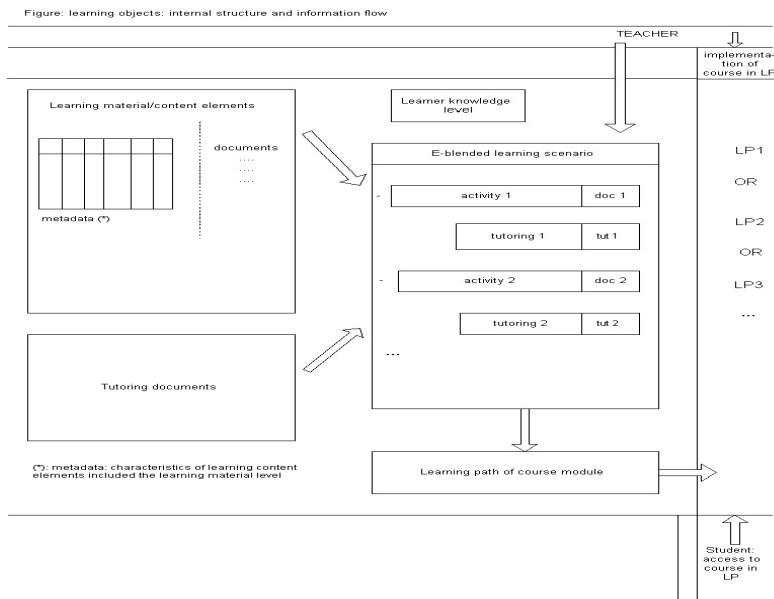 Figure: learning objects: internal structure and information flow
TEACHER
implementa-
tion of
course in LP
Learning material/content elements
documents
....
....
....
metadata (*)
Learner knowledge
level
E-blended learning scenario
- activity 1 doc 1
tutoring 1 tut 1
- activity 2 doc 2
tutoring 2 tut 2
...
LP1
OR
LP2
OR
LP3
...
Tutoring documents
(*): metadata: characteristics of learning content
elements included the learning material level
Learning path of course module
Student:
access to
course in
LP